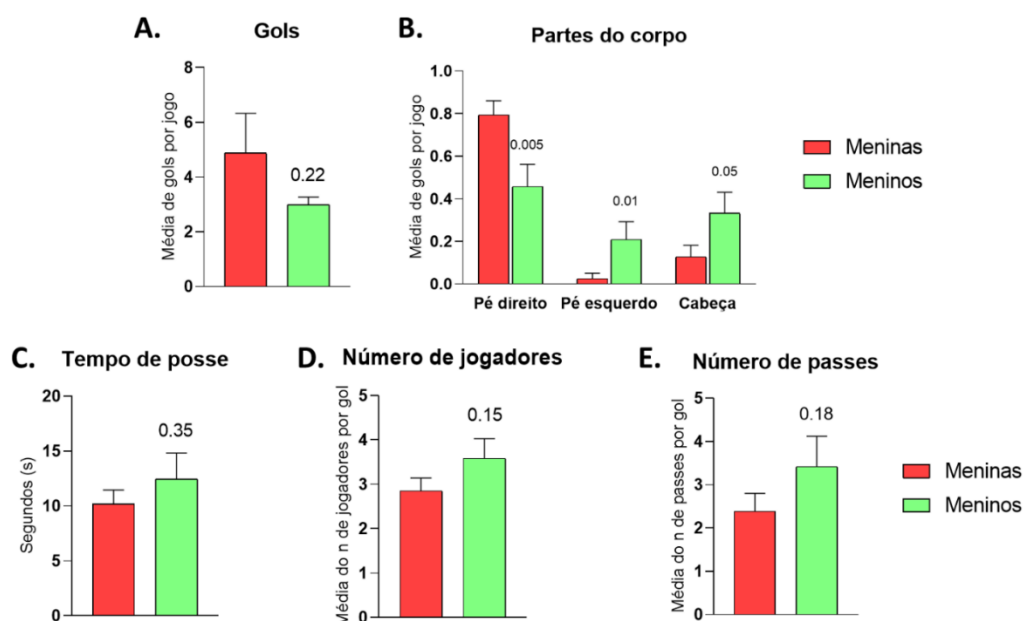 A.
Gols
Média de gols por jogo
8
6
4
2
0
0.22
B.
Partes do corpo
Média de gols por jogo
1.0
0.8
0.6
0.4
0.2
0.0
0.005
0.01
0.05
Pé direito
Pé esquerdo
Cabeça
Meninas
Meninos
C.
Tempo de posse
Segundos (s)
20
15
10
5
0
0.35
D.
Número de jogadores
Média do n de jogadores por gol
5
4
3
2
1
0
0.15
E.
Número de passes
Média do n de passes por gol
5
4
3
2
1
0
0.18
Meninas
Meninos